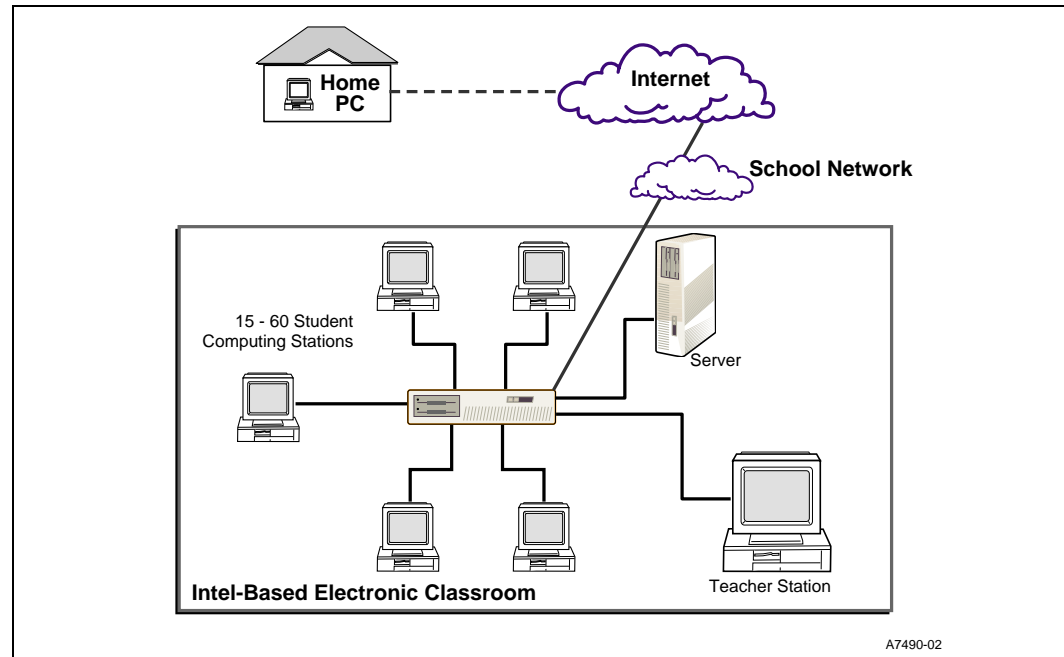 Home
PC
Internet
School Network
15 - 60 Student
Computing Stations
Server
Teacher Station
Intel-Based Electronic Classroom
A7490-02